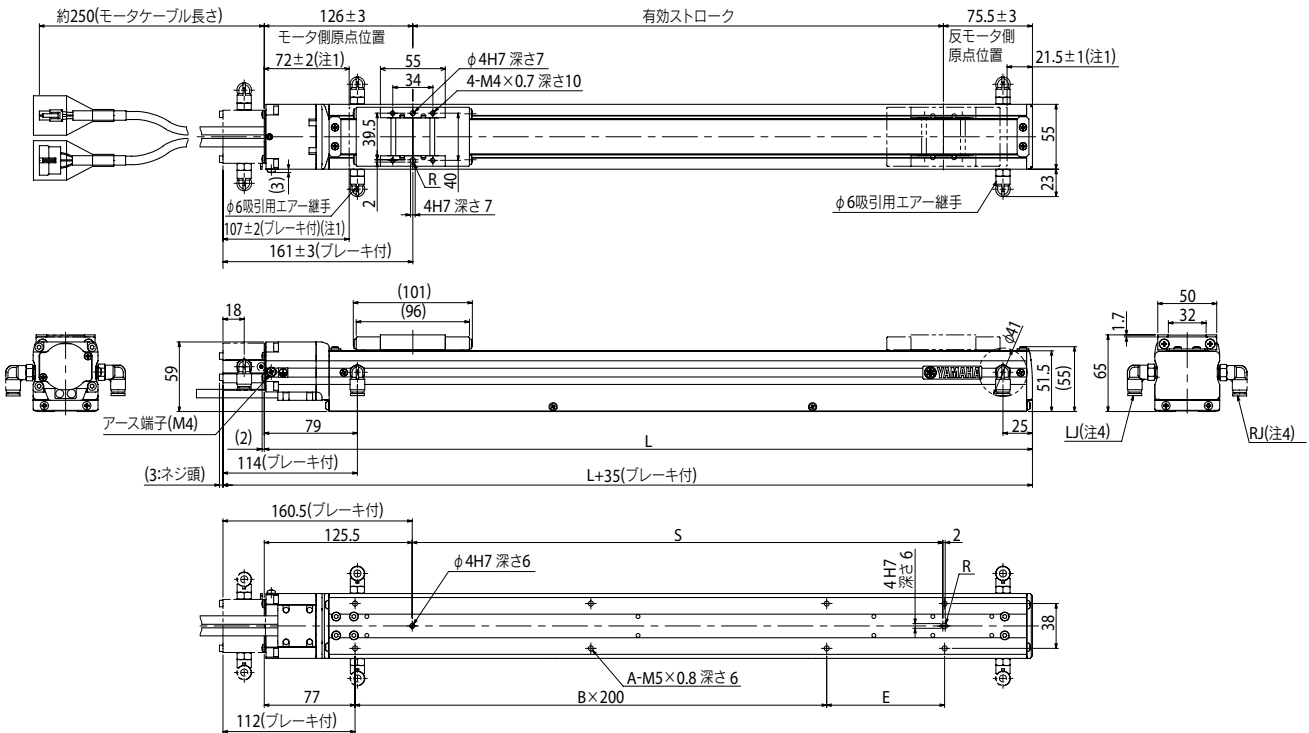 約250(モータケーブル長さ)
126±3
有効ストローク
75.5±3
モータ側原点位置
反モータ側
原点位置
72±2(注1)
21.5±1(注1)
55
φ4H7 深さ7
34
4-M4×0.7 深さ10
39.5
55
(3)
R
40
23
φ6吸引用エアー継手
2
4H7 深さ 7
φ6吸引用エアー継手
107±2(ブレーキ付)(注1)
161±3(ブレーキ付)
(101)
(96)
18
50
32
1.7
φ41
59
YAMAHA
51.5
(55)
65
アース端子(M4)
79
25
LJ(注4)
RJ(注4)
(2)
L
114(ブレーキ付)
(3:ネジ頭)
L+35(ブレーキ付)
160.5(ブレーキ付)
125.5
S
2
φ4H7 深さ6
4H7
深さ 6
R
38
A-M5×0.8 深さ 6
77
B×200
E
112(ブレーキ付)